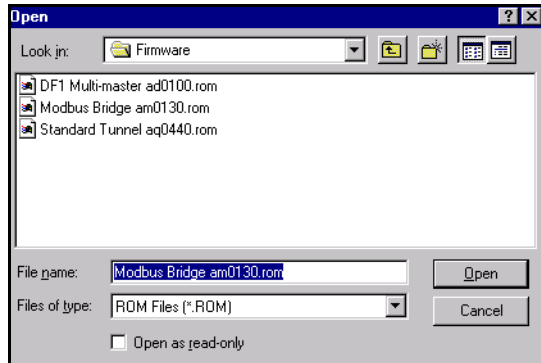 Open
Look in: Firmware
DF1 Multi-master ad0100.rom
Modbus Bridge am0130.rom
Standard Tunnel aq0440.rom
File name: Modbus Bridge am0130.rom Open
Files of type: ROM Files (*.ROM) Cancel
Open as read-only